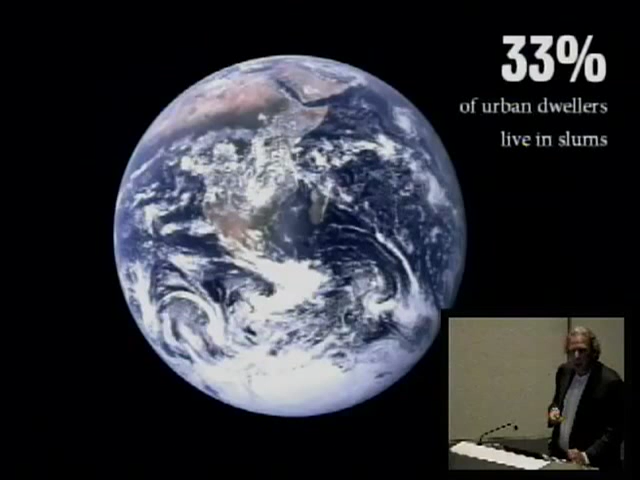 33%
of urban dwellers
live in slums